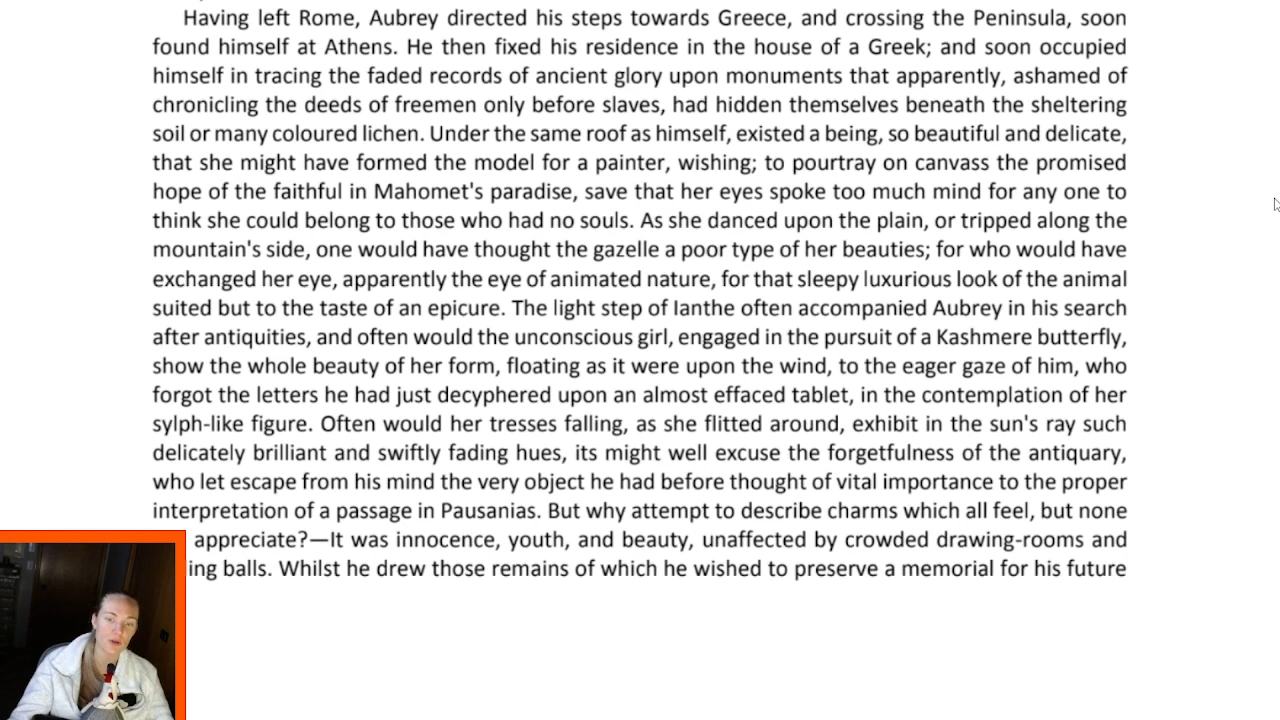 Having left Rome, Aubrey directed his steps towards Greece, and crossing the Peninsula, soon
found himself at Athens. He then fixed his residence in the house of a Greek; and soon occupied
himself in tracing the faded records of ancient glory upon monuments that apparently, ashamed of
chronicling the deeds of freemen only before slaves, had hidden themselves beneath the sheltering
soil or many coloured lichen. Under the same roof as himself, existed a being, so beautiful and delicate,
that she might have formed the model for a painter, wishing; to pourtray on canvass the promised
hope of the faithful in Mahomet's paradise, save that her eyes spoke too much mind for any one to
think she could belong to those who had no souls. As she danced upon the plain, or tripped along the
mountain's side, one would have thought the gazelle a poor type of her beauties; for who would have
exchanged her eye, apparently the eye of animated nature, for that sleepy luxurious look of the animal
suited but to the taste of an epicure. The light step of Ianthe often accompanied Aubrey in his search
after antiquities, and often would the unconscious girl, engaged in the pursuit of a Kashmere butterfly,
show the whole beauty of her form, floating as it were upon the wind, to the eager gaze of him, who
forgot the letters he had just decyphered upon an almost effaced tablet, in the contemplation of her
sylph-like figure. Often would her tresses falling, as she flitted around, exhibit in the sun's ray such
delicately brilliant and swiftly fading hues, its might well excuse the forgetfulness of the antiquary,
who let escape from his mind the very object he had before thought of vital importance to the proper
interpretation of a passage in Pausanias. But why attempt to describe charms which all feel, but none
appreciate?—It was innocence, youth, and beauty, unaffected by crowded drawing-rooms and
ing balls. Whilst he drew those remains of which he wished to preserve a memorial for his future